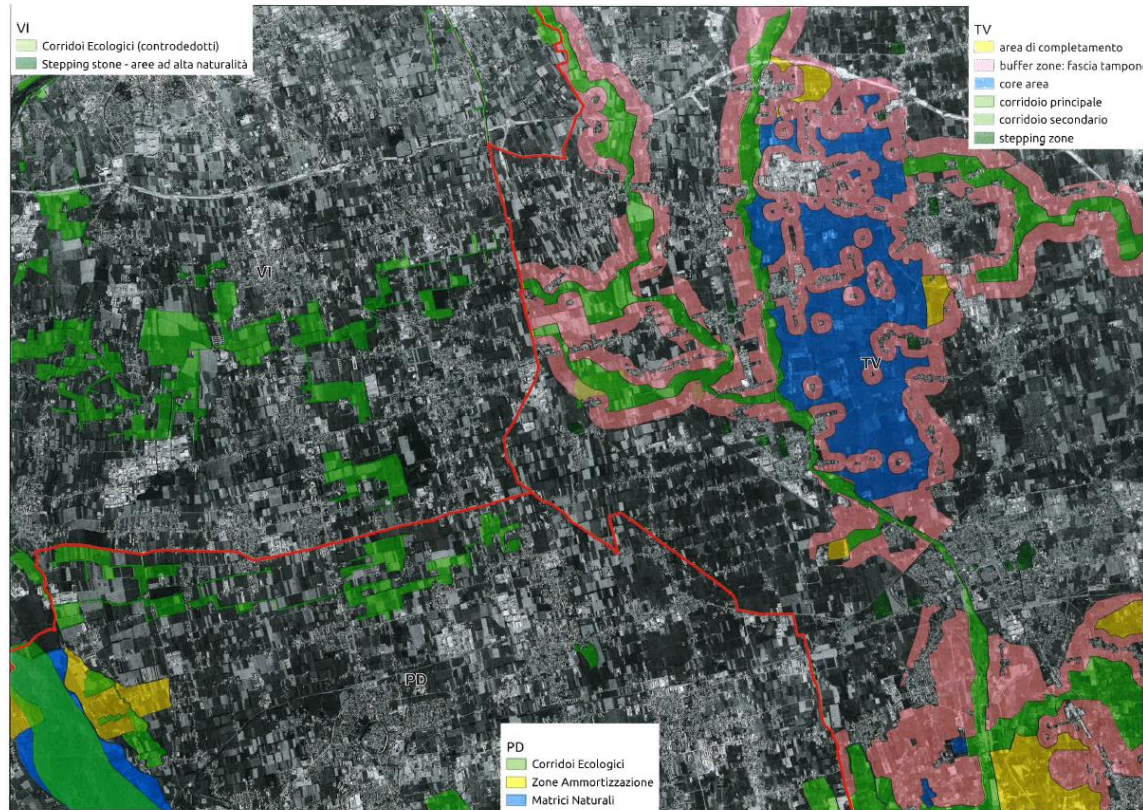 VI
Corridoi Ecologici (controdedotti)
Stepping stone - aree ad alta naturalità
TV
area di completamento
buffer zone: fascia tampone
core area
corridoio principale
corridoio secondario
stepping zone
VI
TV
PD
PD
Corridoi Ecologici
Zone Ammortizzazione
Matrici Naturali